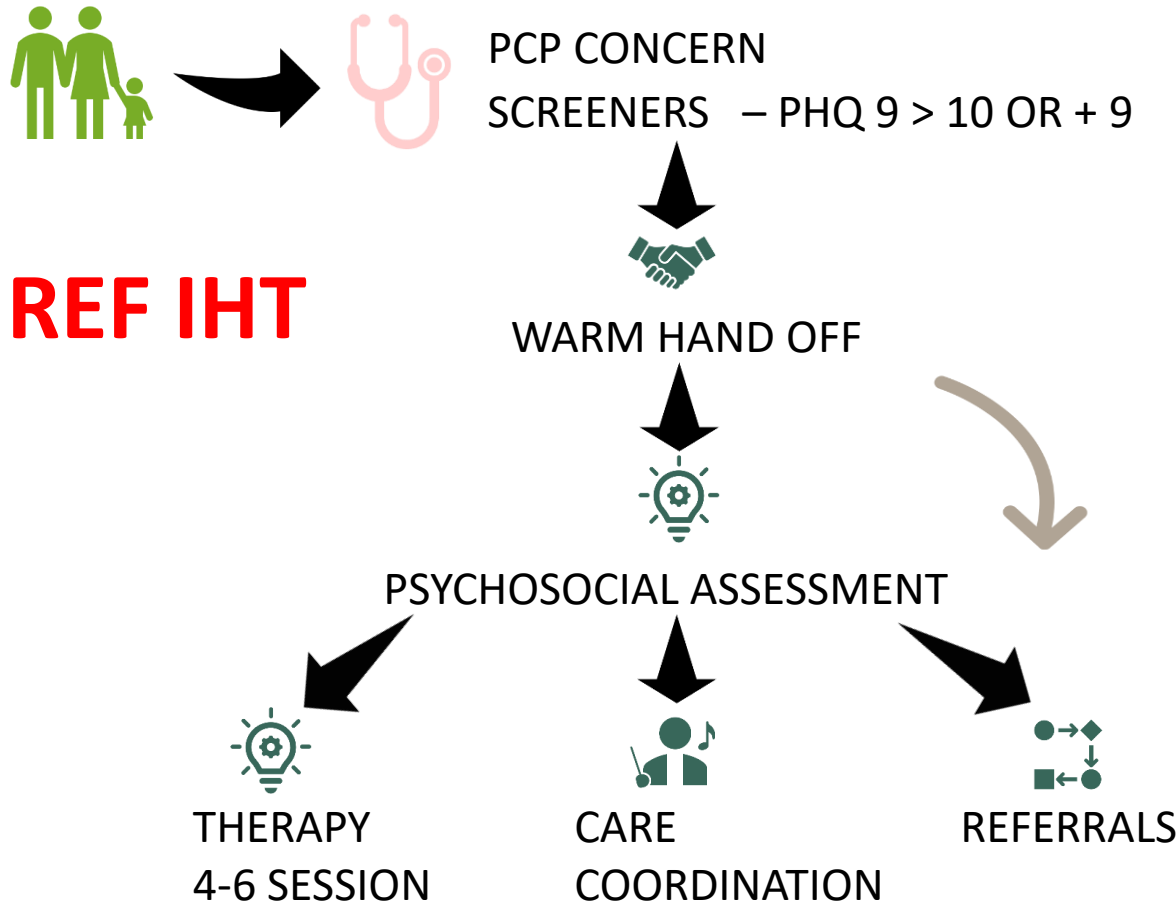 PCP CONCERN
SCREENERS – PHQ 9 > 10 OR + 9
REF IHT
WARM HAND OFF
PSYCHOSOCIAL ASSESSMENT
THERAPY
4-6 SESSION
CARE
COORDINATION
REFERRALS